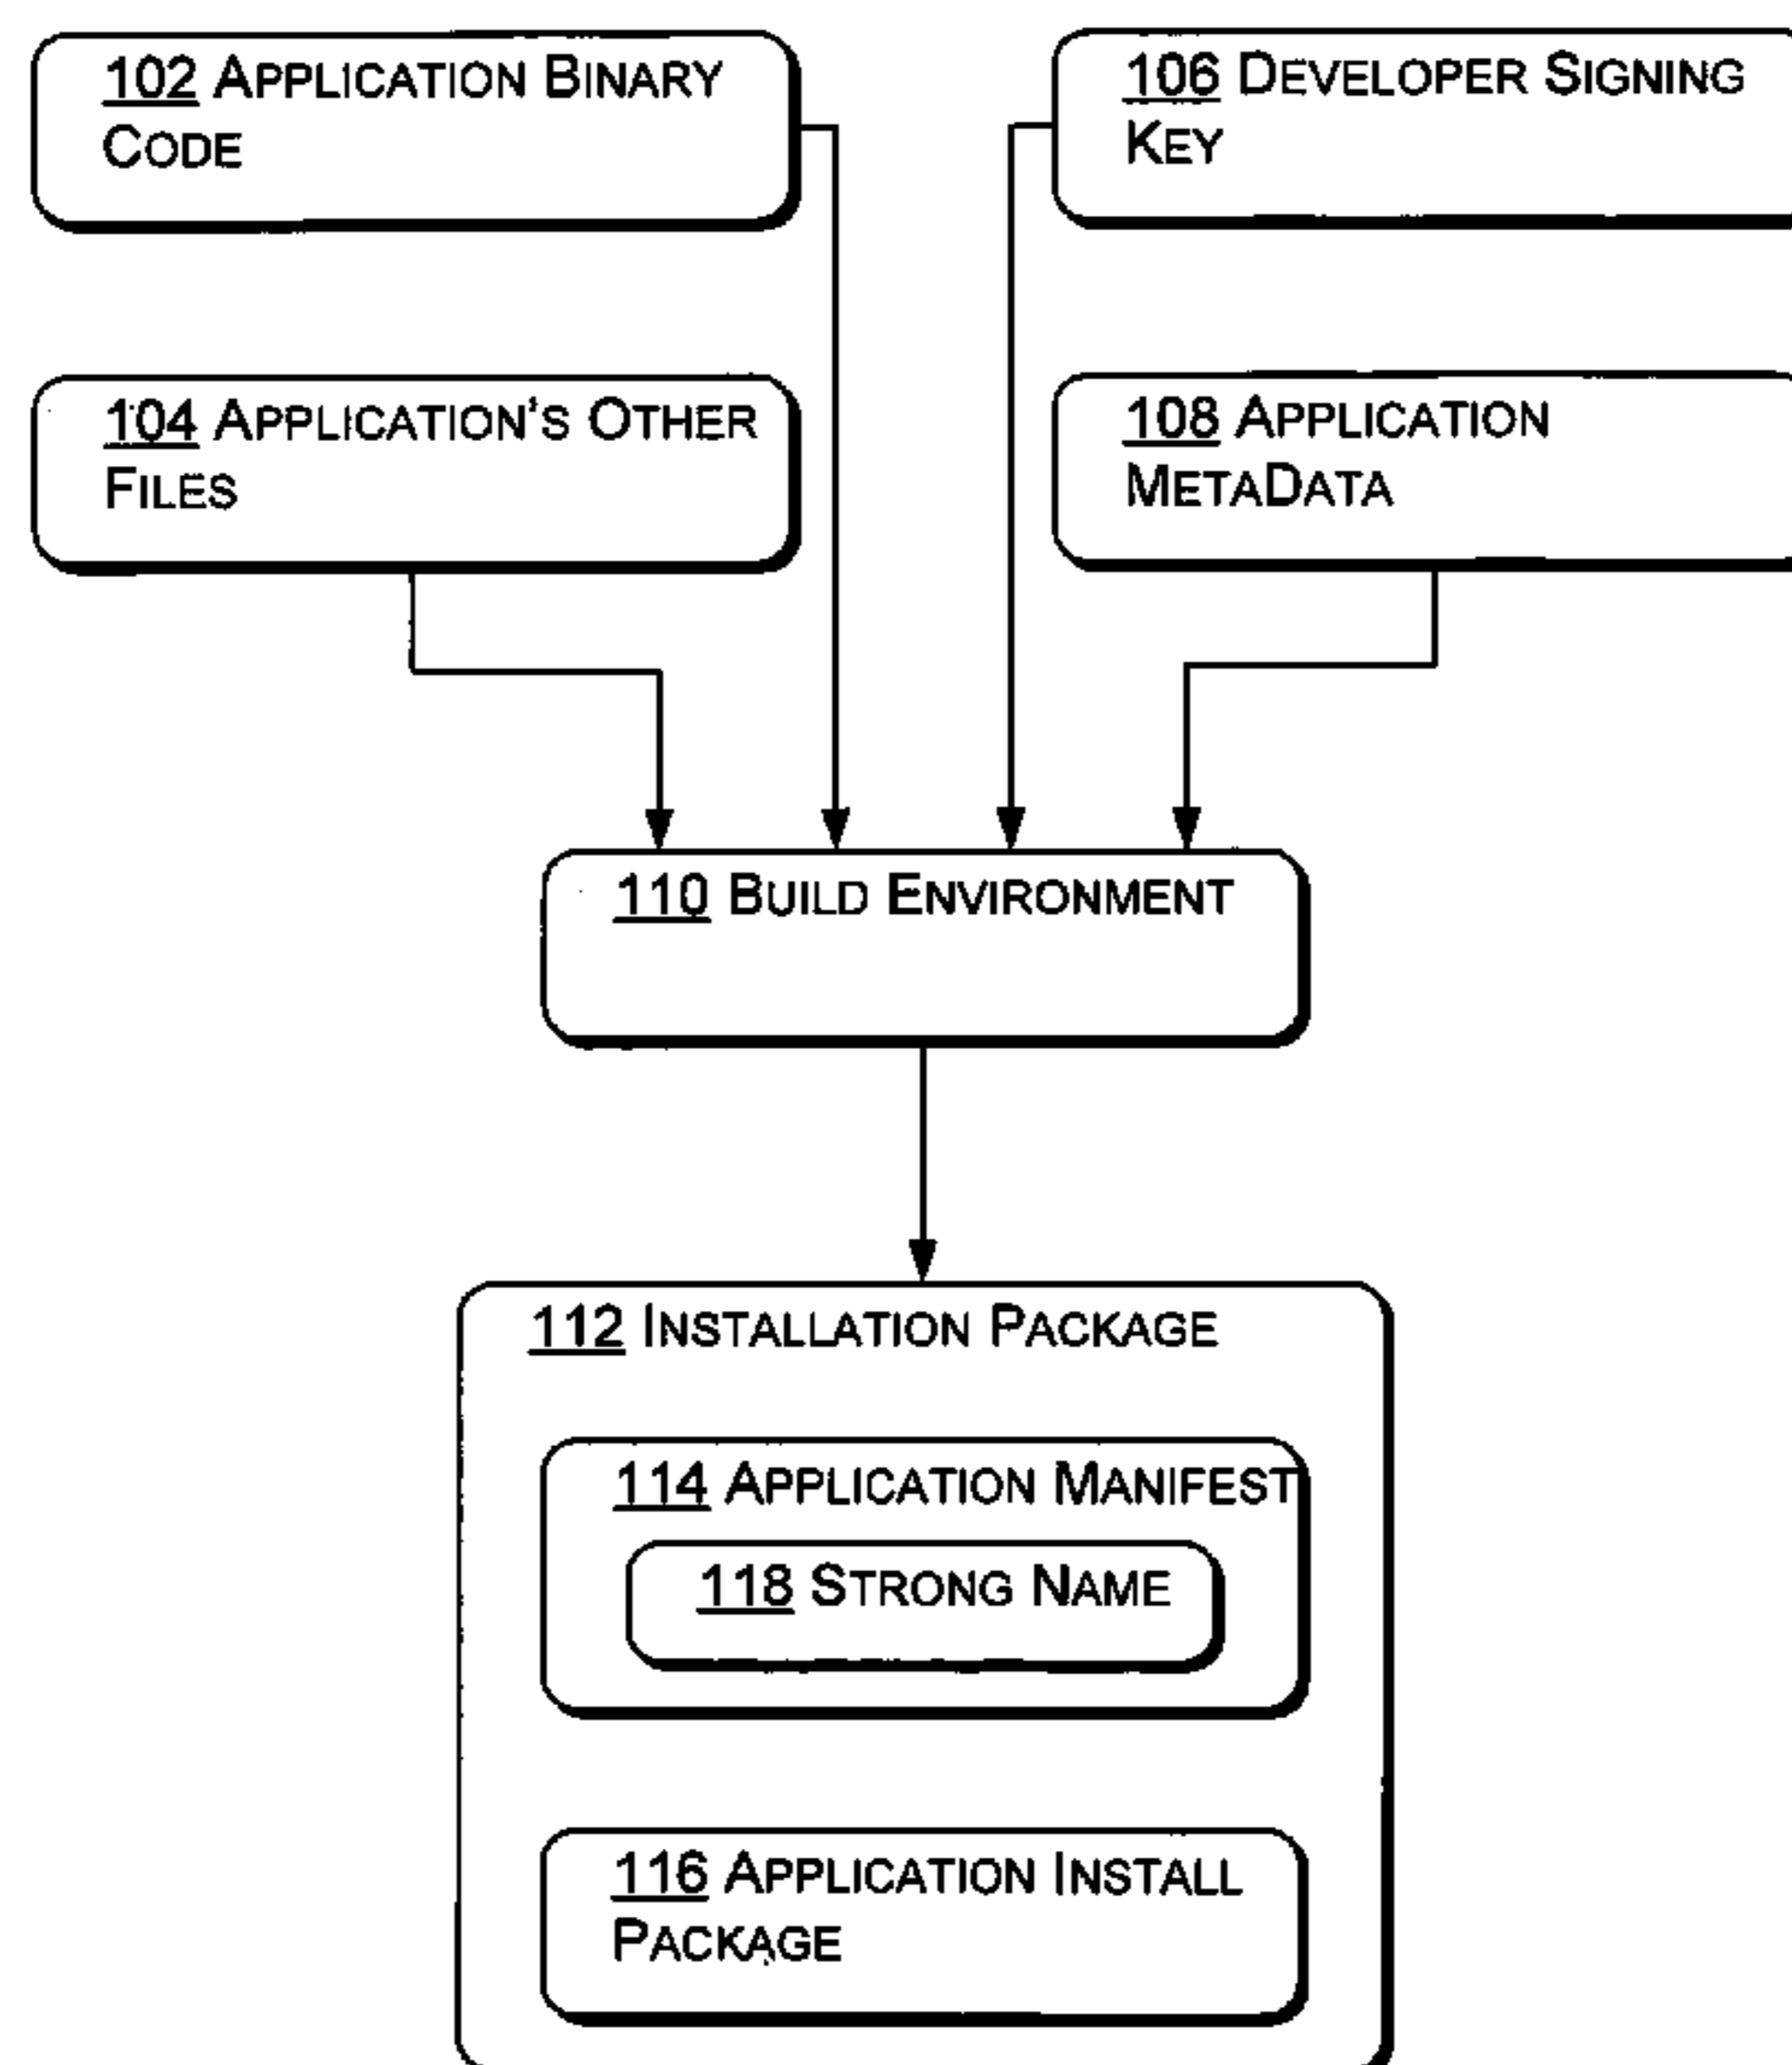 102 APPLICATION BINARY
CODE
106 DEVELOPER SIGNING
KEY
104 APPLICATION'S OTHER
FILES
108 APPLICATION
METADATA
110 BUILD ENVIRONMENT
112 INSTALLATION PACKAGE
114 APPLICATION MANIFEST
118 STRONG NAME
116 APPLICATION INSTALL
PACKAGE